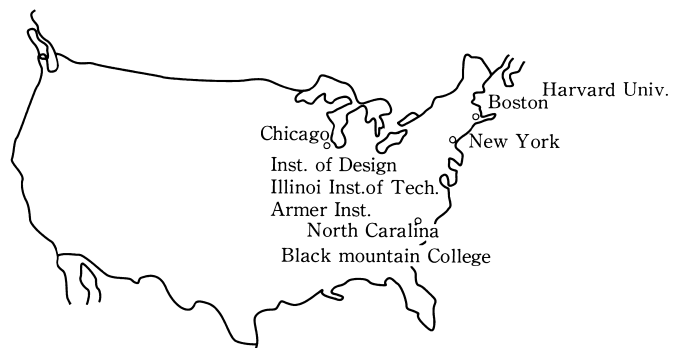 Harvard Univ.
Boston
Chicago
New York
Inst. of Design
Illinoi Inst.of Tech.
Armer Inst.
North Caralina
Black mountain College